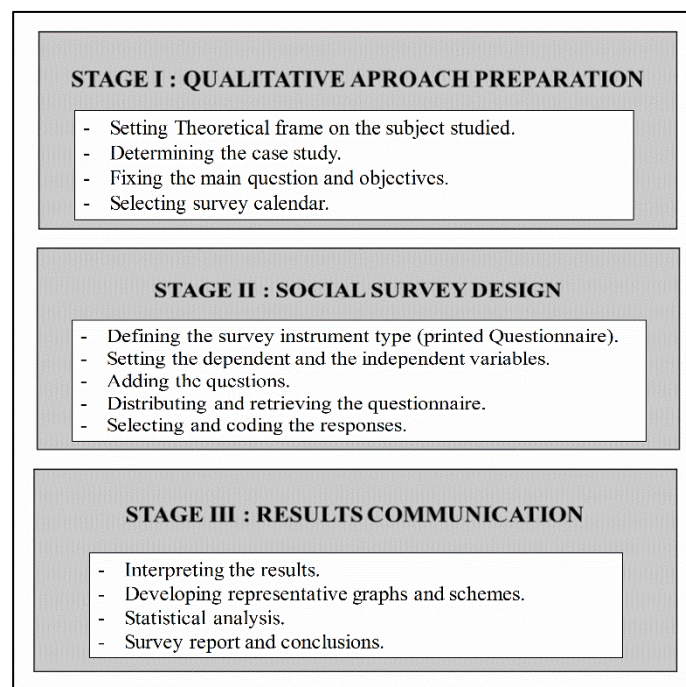 STAGE I : QUALITATIVE APROACH PREPARATION
- Setting Theoretical frame on the subject studied.
- Determining the case study.
- Fixing the main question and objectives.
- Selecting survey calendar.
STAGE II : SOCIAL SURVEY DESIGN
- Defining the survey instrument type (printed Questionnaire).
- Setting the dependent and the independent variables.
- Adding the questions.
- Distributing and retrieving the questionnaire.
- Selecting and coding the responses.
STAGE III : RESULTS COMMUNICATION
- Interpreting the results.
- Developing representative graphs and schemes.
- Statistical analysis.
- Survey report and conclusions.